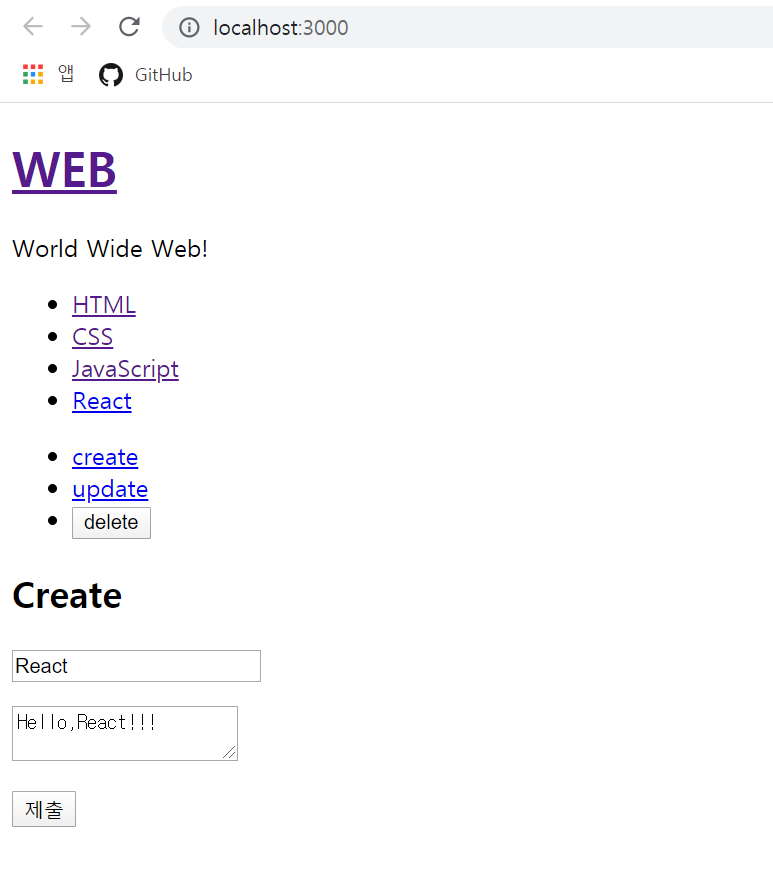 localhost:3000
앱 GitHub
WEB
World Wide Web!
HTML
CSS
JavaScript
React
create
update
delete
Create
React
Hello,React!!!
제출